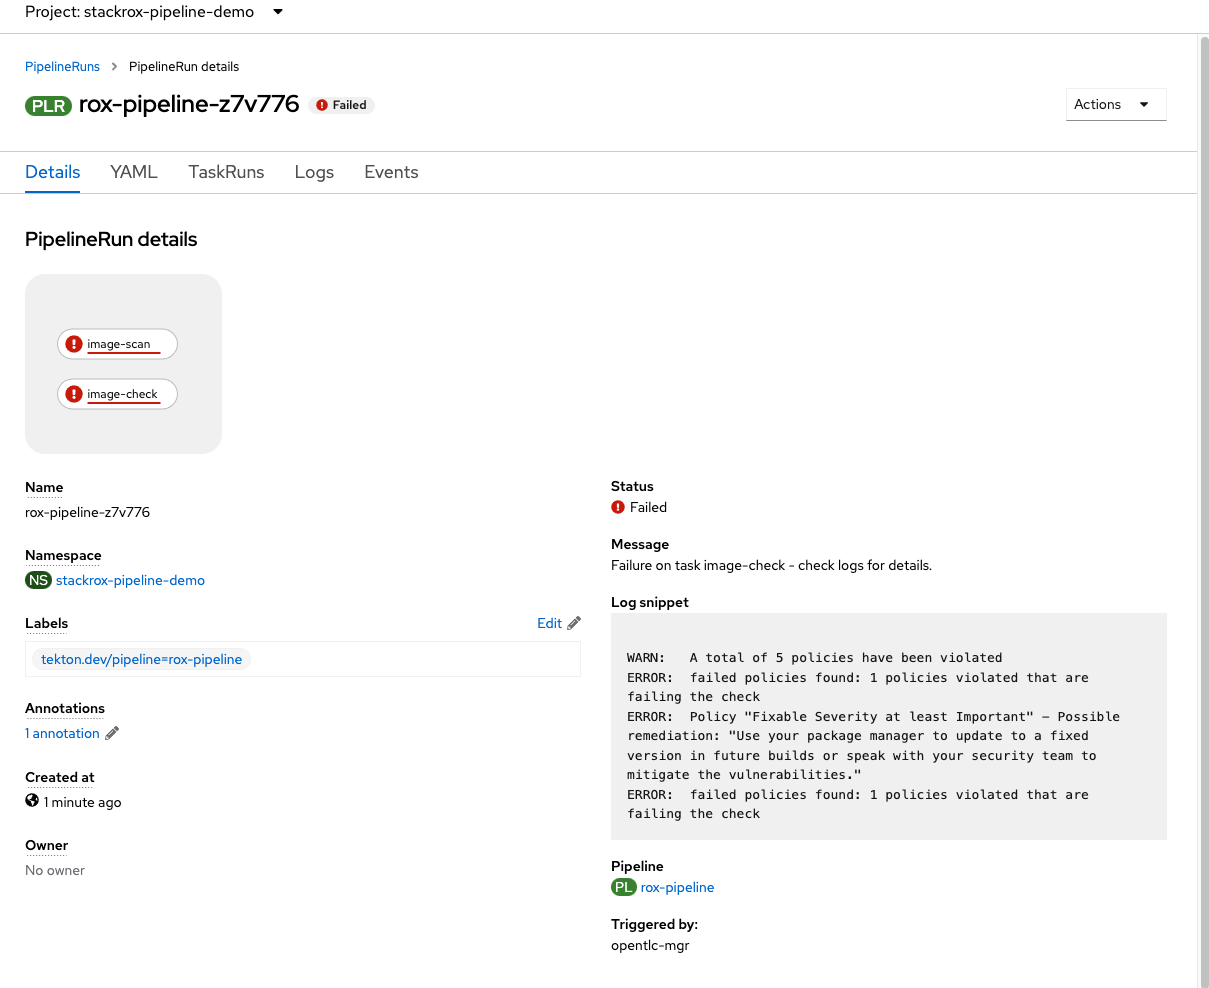 Project: stackrox-pipeline-demo
PipelineRuns
PipelineRun details
PLR rox-pipeline-z7v776
Failed
Actions
Details
YAML
TaskRuns
Logs
Events
PipelineRun details
image-scan
image-check
Name
rox-pipeline-z7v776
Namespace
NS stackrox-pipeline-demo
Labels
Edit
tekton.dev/pipeline=rox-pipeline
Annotations
1 annotation
Created at
1 minute ago
Owner
No owner
Status
Failed
Message
Failure on task image-check - check logs for details.
Log snippet
WARN:   A total of 5 policies have been violated
ERROR:  failed policies found: 1 policies violated that are
failing the check
ERROR:  Policy "Fixable Severity at least Important" – Possible
remediation: "Use your package manager to update to a fixed
version in future builds or speak with your security team to
mitigate the vulnerabilities."
ERROR:  failed policies found: 1 policies violated that are
failing the check
Pipeline
PL rox-pipeline
Triggered by:
opentlc-mgr